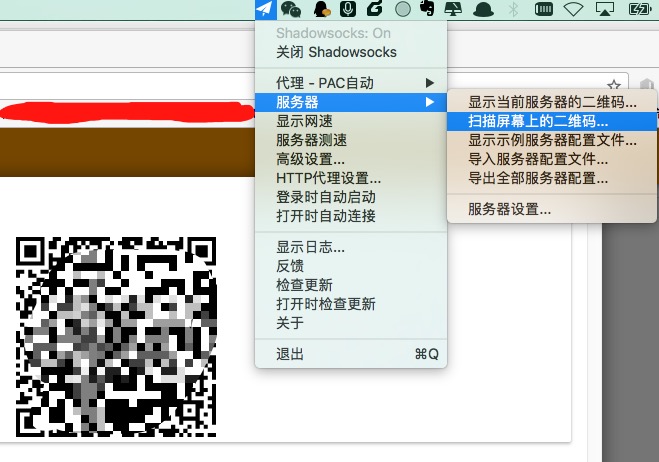 Shadowsocks: On
关闭 Shadowsocks
代理 - PAC自动
服务器
显示网速
服务器测速
高级设置...
HTTP代理设置...
登录时自动启动
打开时自动连接
显示日志...
反馈
检查更新
打开时检查更新
关于
退出 ⌘Q
显示当前服务器的二维码...
扫描屏幕上的二维码...
显示示例服务器配置文件...
导入服务器配置文件...
导出全部服务器配置...
服务器设置...